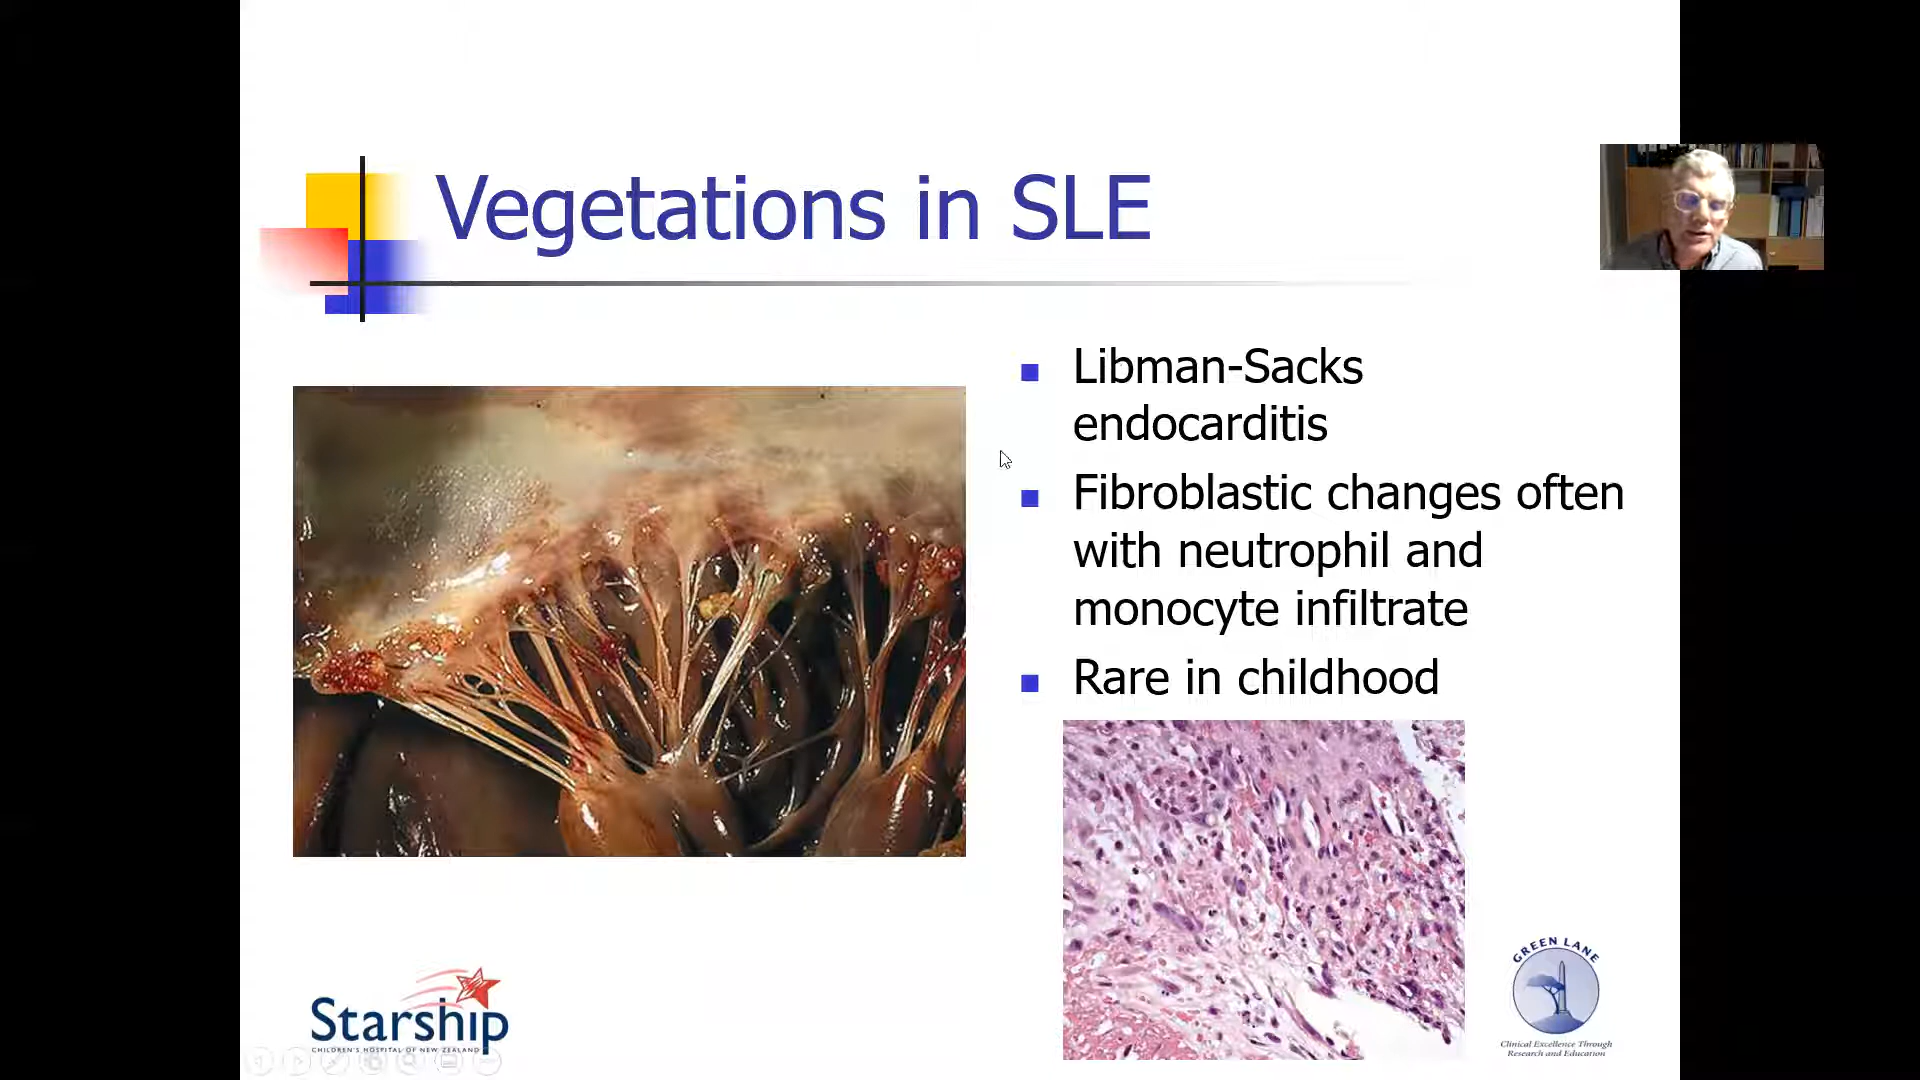 Vegetations in SLE
Libman-Sacks
endocarditis
Fibroblastic changes often
with neutrophil and
monocyte infiltrate
Rare in childhood
Starship
CHILDREN'S HOSPITAL OF NEW ZEALAND
GREEN LANE
Clinical Excellence Through
Research and Education